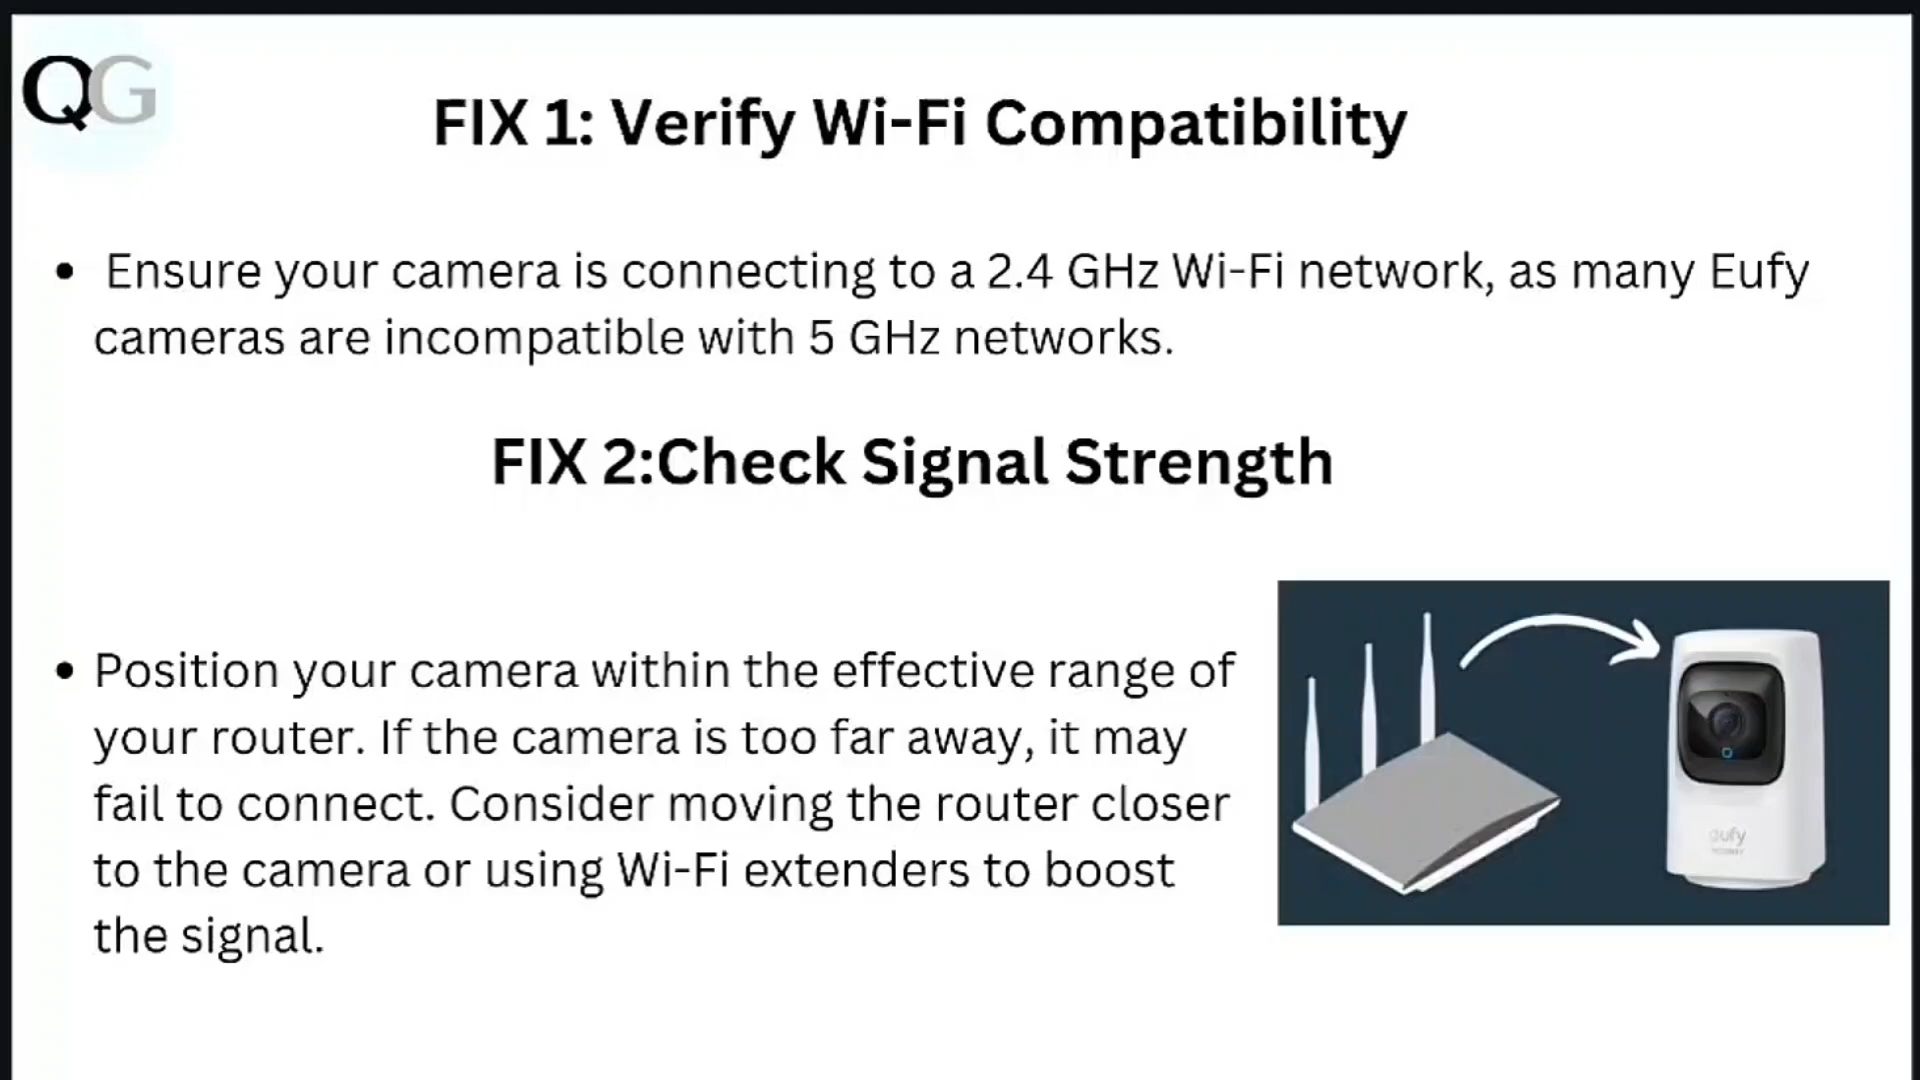 QG
FIX 1: Verify Wi-Fi Compatibility
• Ensure your camera is connecting to a 2.4 GHz Wi-Fi network, as many Eufy
cameras are incompatible with 5 GHz networks.
FIX 2:Check Signal Strength
• Position your camera within the effective range of
your router. If the camera is too far away, it may
fail to connect. Consider moving the router closer
to the camera or using Wi-Fi extenders to boost
the signal.
eufy